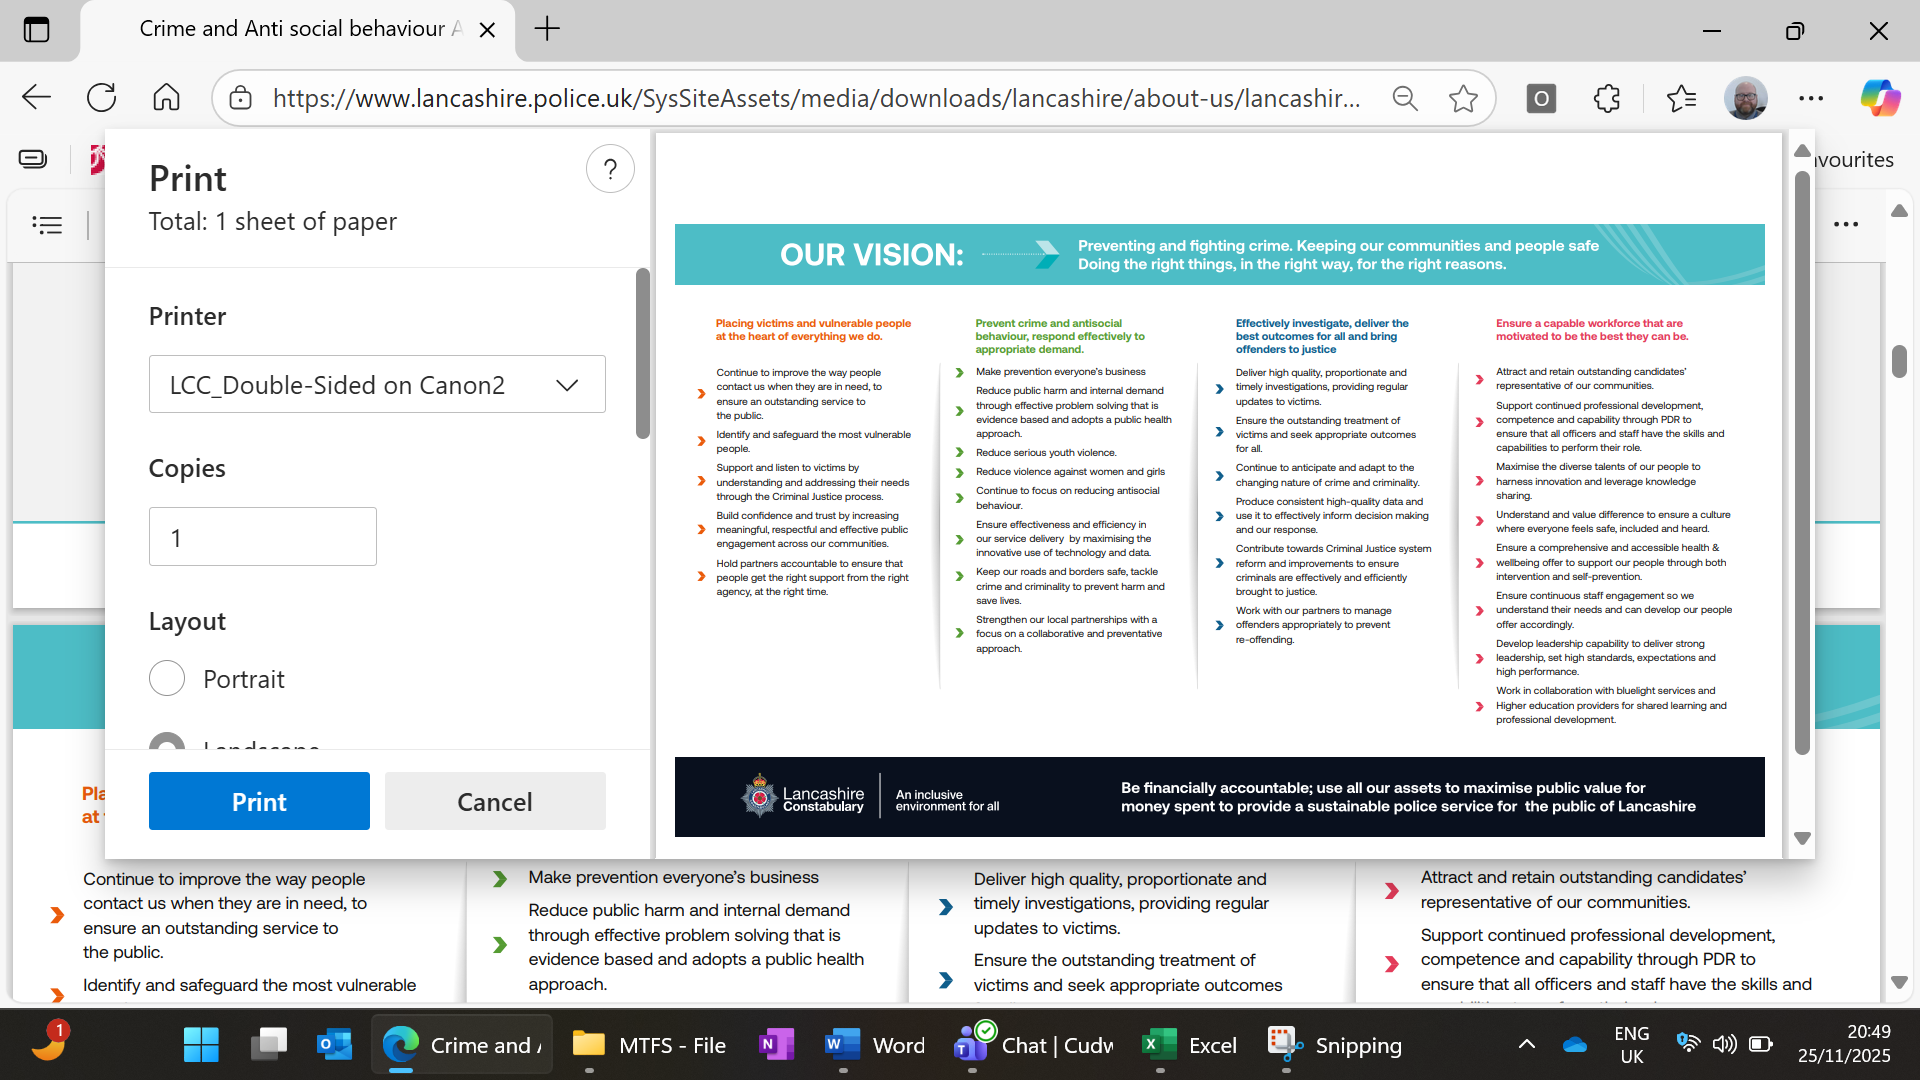 Crime and Anti social behaviour A
https://www.lancashire.police.uk/SysSiteAssets/media/downloads/lancashire/about-us/lancashir...
O
vourites
Print
?
Total: 1 sheet of paper
Printer
LCC_Double-Sided on Canon2
Copies
1
Layout
Portrait
Landscape
Print
Cancel
OUR VISION:
Preventing and fighting crime. Keeping our communities and people safe
Doing the right things, in the right way, for the right reasons.
Placing victims and vulnerable people
at the heart of everything we do.
Continue to improve the way people
contact us when they are in need, to
ensure an outstanding service to
the public.
Identify and safeguard the most vulnerable
people.
Support and listen to victims by
understanding and addressing their needs
through the Criminal Justice process.
Build confidence and trust by increasing
meaningful, respectful and effective public
engagement across our communities.
Hold partners accountable to ensure that
people get the right support from the right
agency, at the right time.
Prevent crime and antisocial
behaviour, respond effectively to
appropriate demand.
Make prevention everyone's business
Reduce public harm and internal demand
through effective problem solving that is
evidence based and adopts a public health
approach.
Reduce serious youth violence.
Reduce violence against women and girls
Continue to focus on reducing antisocial
behaviour.
Ensure effectiveness and efficiency in
our service delivery by maximising the
innovative use of technology and data.
Keep our roads and borders safe, tackle
crime and criminality to prevent harm and
save lives.
Strengthen our local partnerships with a
focus on a collaborative and preventative
approach.
Effectively investigate, deliver the
best outcomes for all and bring
offenders to justice
Deliver high quality, proportionate and
timely investigations, providing regular
updates to victims.
Ensure the outstanding treatment of
victims and seek appropriate outcomes
for all.
Continue to anticipate and adapt to the
changing nature of crime and criminality.
Produce consistent high-quality data and
use it to effectively inform decision making
and our response.
Contribute towards Criminal Justice system
reform and improvements to ensure
criminals are effectively and efficiently
brought to justice.
Work with our partners to manage
offenders appropriately to prevent
re-offending.
Ensure a capable workforce that are
motivated to be the best they can be.
Attract and retain outstanding candidates'
representative of our communities.
Support continued professional development,
competence and capability through PDR to
ensure that all officers and staff have the skills and
capabilities to perform their role.
Maximise the diverse talents of our people to
harness innovation and leverage knowledge
sharing.
Understand and value difference to ensure a culture
where everyone feels safe, included and heard.
Ensure a comprehensive and accessible health &
wellbeing offer to support our people through both
intervention and self-prevention.
Ensure continuous staff engagement so we
understand their needs and can develop our people
offer accordingly.
Develop leadership capability to deliver strong
leadership, set high standards, expectations and
high performance.
Work in collaboration with bluelight services and
Higher education providers for shared learning and
professional development.
Lancashire
Constabulary
An inclusive
environment for all
Be financially accountable; use all our assets to maximise public value for
money spent to provide a sustainable police service for the public of Lancashire
Pla
at
Continue to improve the way people
contact us when they are in need, to
ensure an outstanding service to
the public.
Identify and safeguard the most vulnerable
Make prevention everyone's business
Reduce public harm and internal demand
through effective problem solving that is
evidence based and adopts a public health
approach.
Deliver high quality, proportionate and
timely investigations, providing regular
updates to victims.
Ensure the outstanding treatment of
victims and seek appropriate outcomes
Attract and retain outstanding candidates'
representative of our communities.
Support continued professional development,
competence and capability through PDR to
ensure that all officers and staff have the skills and
1
Crime and A
MTFS - File
Word
Chat | Cudw
Excel
Snipping
ENG
UK
20:49
25/11/2025